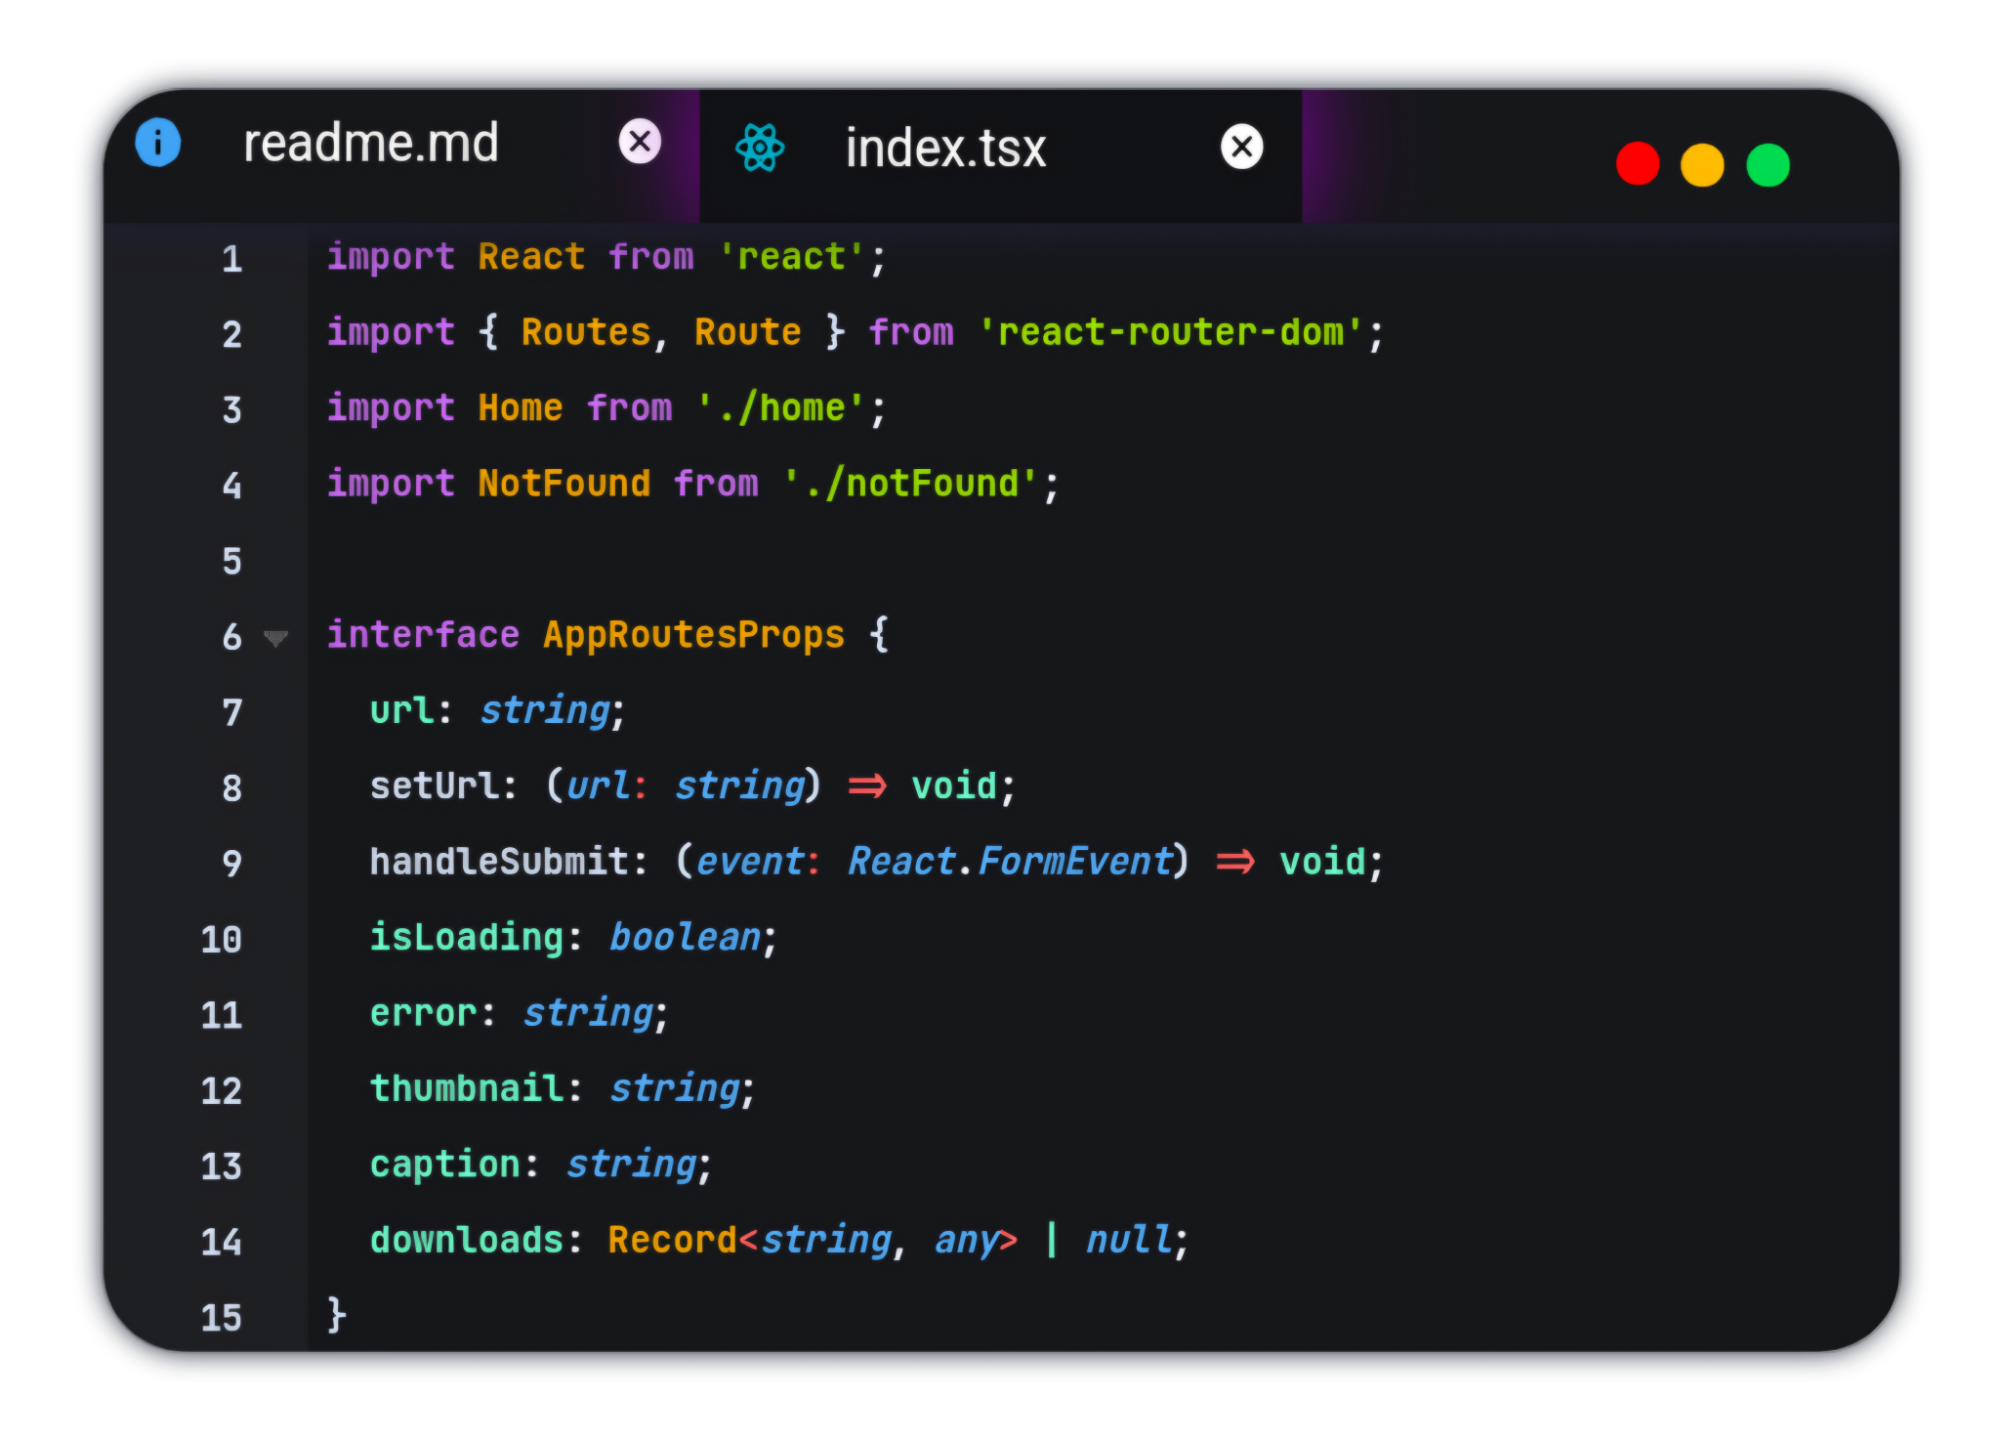 readme.md index.tsx
1 import React from 'react';
2 import { Routes, Route } from 'react-router-dom';
3 import Home from './home';
4 import NotFound from './notFound';
5
6 interface AppRoutesProps {
7   url: string;
8   setUrl: (url: string) => void;
9   handleSubmit: (event: React.FormEvent) => void;
10   isLoading: boolean;
11   error: string;
12   thumbnail: string;
13   caption: string;
14   downloads: Record<string, any> | null;
15 }